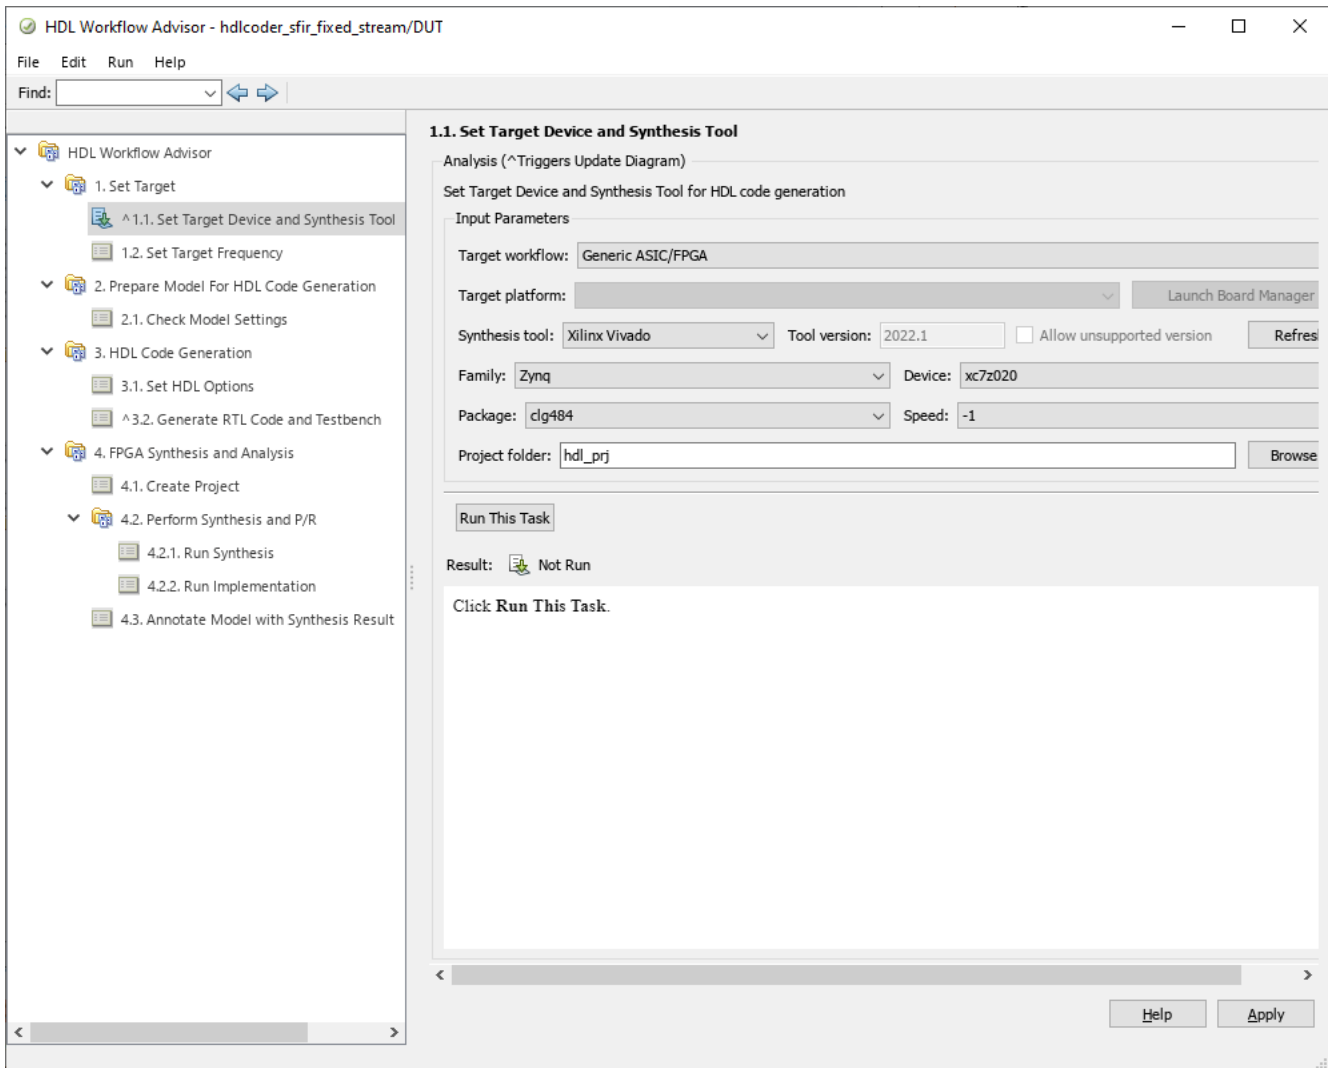 HDL Workflow Advisor - hdlcoder_sfir_fixed_stream/DUT
File Edit Run Help
Find:
HDL Workflow Advisor
1. Set Target
^1.1. Set Target Device and Synthesis Tool
1.2. Set Target Frequency
2. Prepare Model For HDL Code Generation
2.1. Check Model Settings
3. HDL Code Generation
3.1. Set HDL Options
^3.2. Generate RTL Code and Testbench
4. FPGA Synthesis and Analysis
4.1. Create Project
4.2. Perform Synthesis and P/R
4.2.1. Run Synthesis
4.2.2. Run Implementation
4.3. Annotate Model with Synthesis Result
1.1. Set Target Device and Synthesis Tool
Analysis (^Triggers Update Diagram)
Set Target Device and Synthesis Tool for HDL code generation
Input Parameters
Target workflow: Generic ASIC/FPGA
Target platform: Launch Board Manager
Synthesis tool: Xilinx Vivado Tool version: 2022.1 Allow unsupported version Refres
Family: Zynq Device: xc7z020
Package: clg484 Speed: -1
Project folder: hdl_prj Browse
Run This Task
Result: Not Run
Click Run This Task.
Help Apply